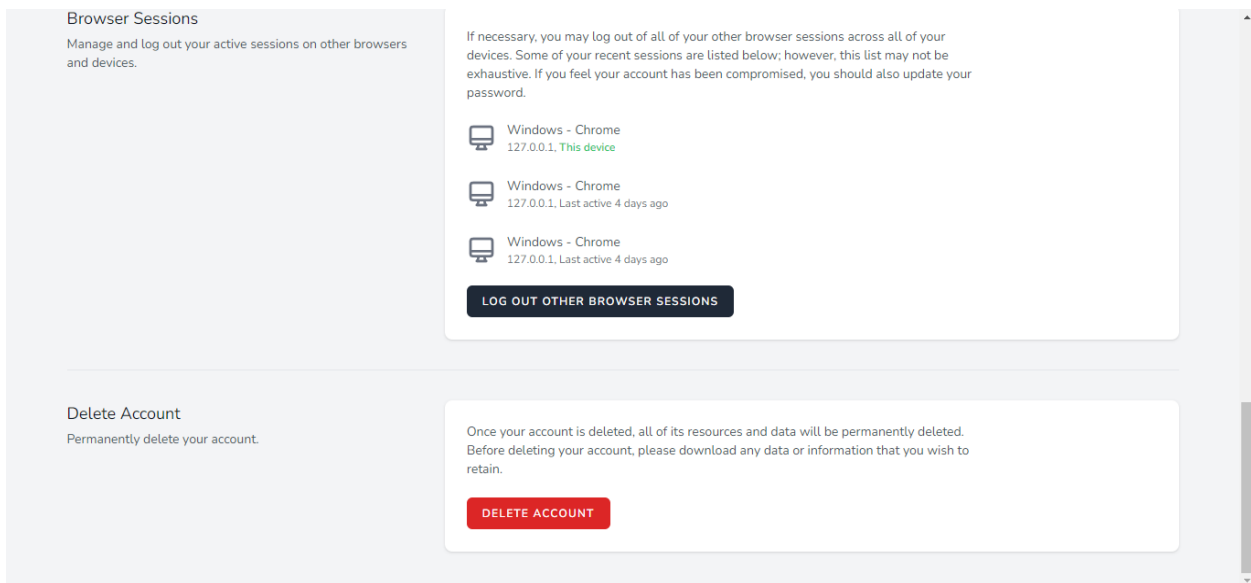 Browser Sessions
Manage and log out your active sessions on other browsers
and devices.
If necessary, you may log out of all of your other browser sessions across all of your
devices. Some of your recent sessions are listed below; however, this list may not be
exhaustive. If you feel your account has been compromised, you should also update your
password.
Windows - Chrome
127.0.0.1, This device
Windows - Chrome
127.0.0.1, Last active 4 days ago
Windows - Chrome
127.0.0.1, Last active 4 days ago
LOG OUT OTHER BROWSER SESSIONS
Delete Account
Permanently delete your account.
Once your account is deleted, all of its resources and data will be permanently deleted.
Before deleting your account, please download any data or information that you wish to
retain.
DELETE ACCOUNT